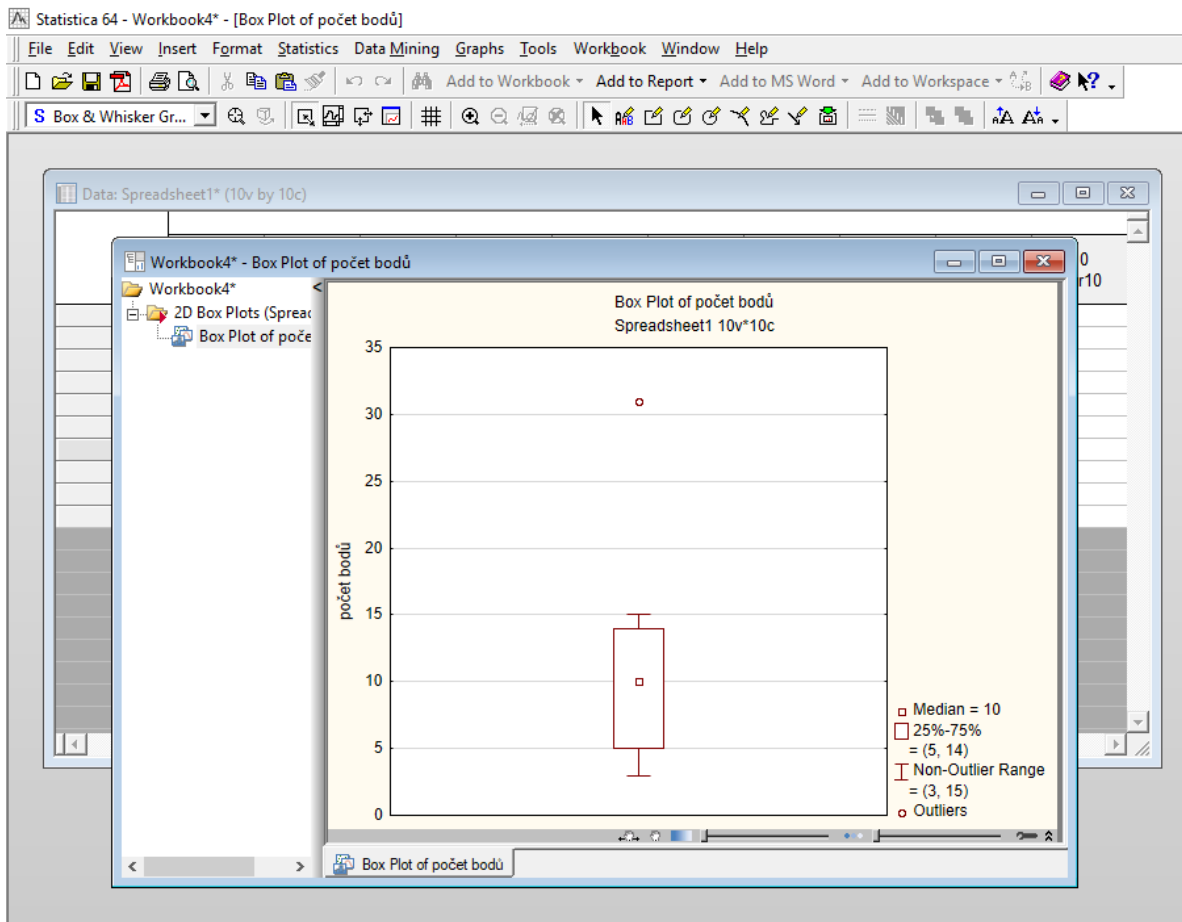 Statistica 64 - Workbook4* - [Box Plot of počet bodů]
File Edit View Insert Format Statistics Data Mining Graphs Tools Workbook Window Help
Add to Workbook Add to Report Add to MS Word Add to Workspace
S Box & Whisker Gr...
Data: Spreadsheet1* (10v by 10c)
Workbook4* - Box Plot of počet bodů
0
r10
Workbook4*
2D Box Plots (Spread
Box Plot of poče
Box Plot of počet bodů
Spreadsheet1 10v*10c
35
30
25
20
15
10
5
0
počet bodů
Median = 10
25%-75%
= (5, 14)
Non-Outlier Range
= (3, 15)
Outliers
Box Plot of počet bodů